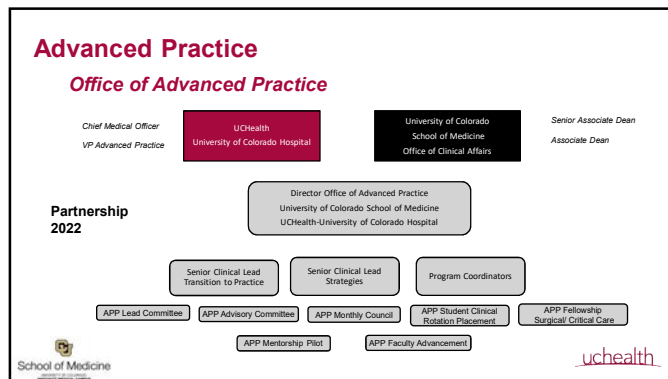 Advanced Practice
Office of Advanced Practice
Chief Medical Officer
VP Advanced Practice
UCHealth
University of Colorado Hospital
University of Colorado
School of Medicine
Office of Clinical Affairs
Senior Associate Dean
Associate Dean
Partnership
2022
Director Office of Advanced Practice
University of Colorado School of Medicine
UCHealth-University of Colorado Hospital
Senior Clinical Lead
Transition to Practice
Senior Clinical Lead
Strategies
Program Coordinators
APP Lead Committee
APP Advisory Committee
APP Monthly Council
APP Student Clinical
Rotation Placement
APP Fellowship
Surgical/ Critical Care
APP Mentorship Pilot
APP Faculty Advancement
School of Medicine
uchealth